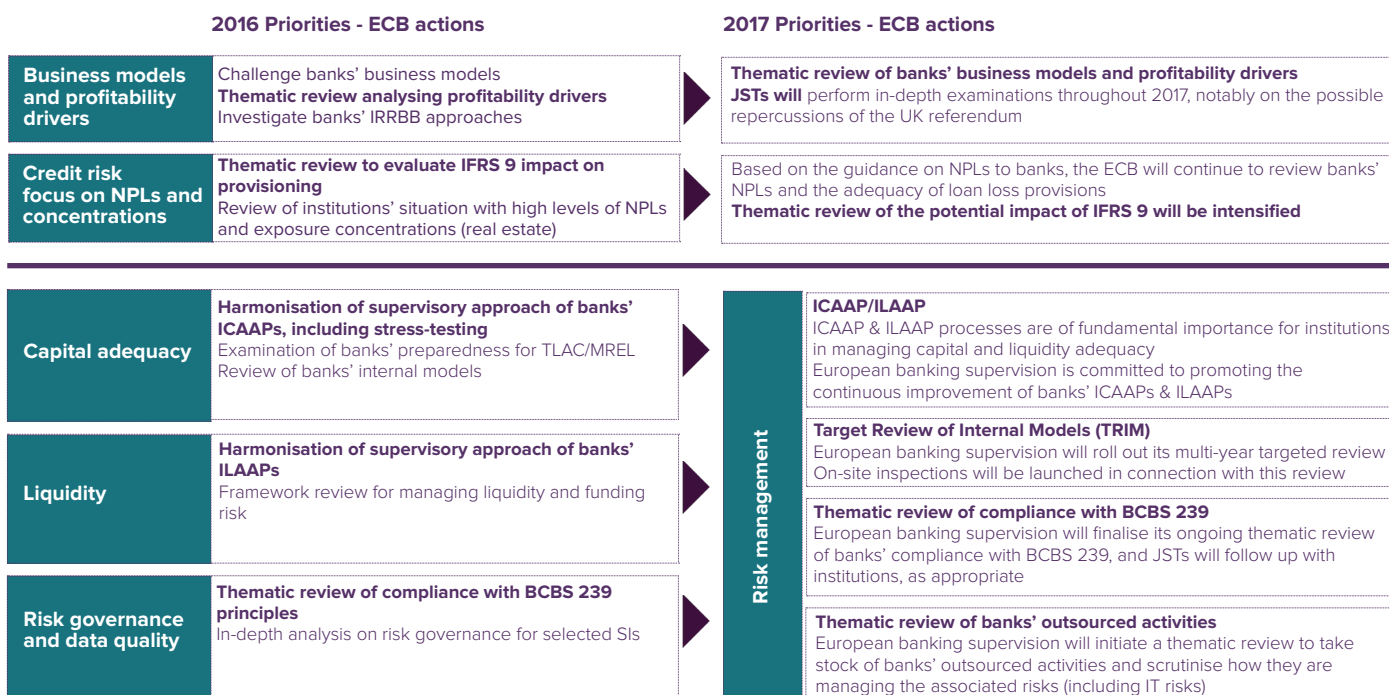 2016 Priorities - ECB actions
2017 Priorities - ECB actions
Business models
and profitability
drivers
Challenge banks’ business models
Thematic review analysing profitability drivers
Investigate banks’ IRRBB approaches
Thematic review of banks’ business models and profitability drivers
JSTs will perform in-depth examinations throughout 2017, notably on the possible
repercussions of the UK referendum
Credit risk
focus on NPLs and
concentrations
Thematic review to evaluate IFRS 9 impact on
provisioning
Review of institutions’ situation with high levels of NPLs
and exposure concentrations (real estate)
Based on the guidance on NPLs to banks, the ECB will continue to review banks’
NPLs and the adequacy of loan loss provisions
Thematic review of the potential impact of IFRS 9 will be intensified
Capital adequacy
Harmonisation of supervisory approach of banks’
ICAAPs, including stress-testing
Examination of banks’ preparedness for TLAC/MREL
Review of banks’ internal models
Liquidity
Harmonisation of supervisory approach of banks’
ILAAPs
Framework review for managing liquidity and funding
risk
Risk governance
and data quality
Thematic review of compliance with BCBS 239
principles
In-depth analysis on risk governance for selected SIs
Risk management
ICAAP/ILAAP
ICAAP & ILAAP processes are of fundamental importance for institutions
in managing capital and liquidity adequacy
European banking supervision is committed to promoting the
continuous improvement of banks’ ICAAPs & ILAAPs
Target Review of Internal Models (TRIM)
European banking supervision will roll out its multi-year targeted review
On-site inspections will be launched in connection with this review
Thematic review of compliance with BCBS 239
European banking supervision will finalise its ongoing thematic review
of banks’ compliance with BCBS 239, and JSTs will follow up with
institutions, as appropriate
Thematic review of banks’ outsourced activities
European banking supervision will initiate a thematic review to take
stock of banks’ outsourced activities and scrutinise how they are
managing the associated risks (including IT risks)